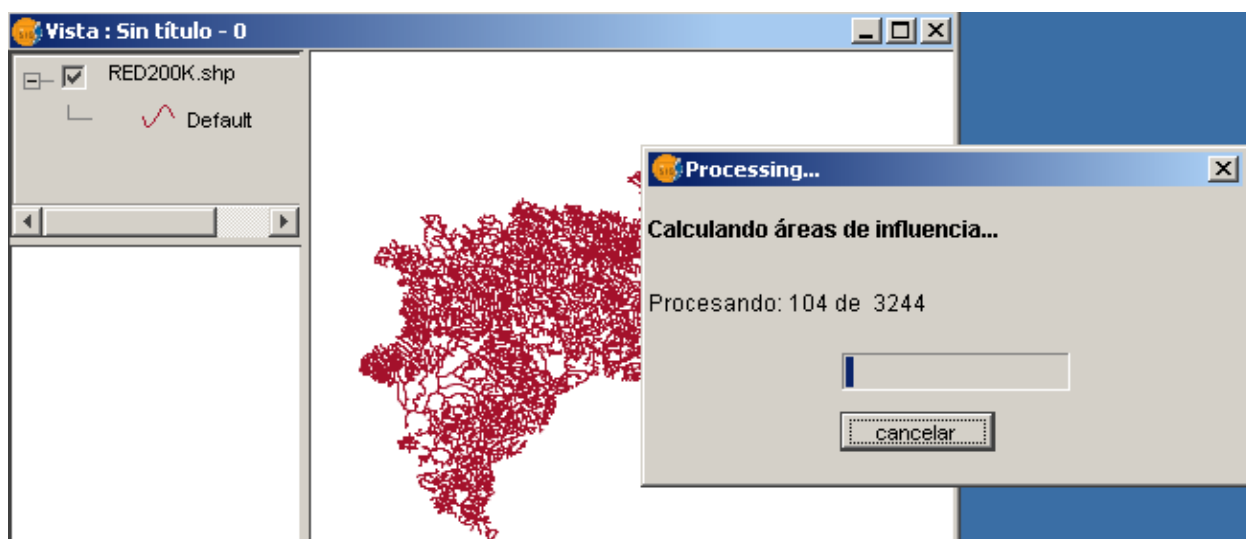 Vista : Sin título - 0
RED200K.shp
Default
Processing...
Calculando áreas de influencia...
Procesando: 104 de 3244
cancelar